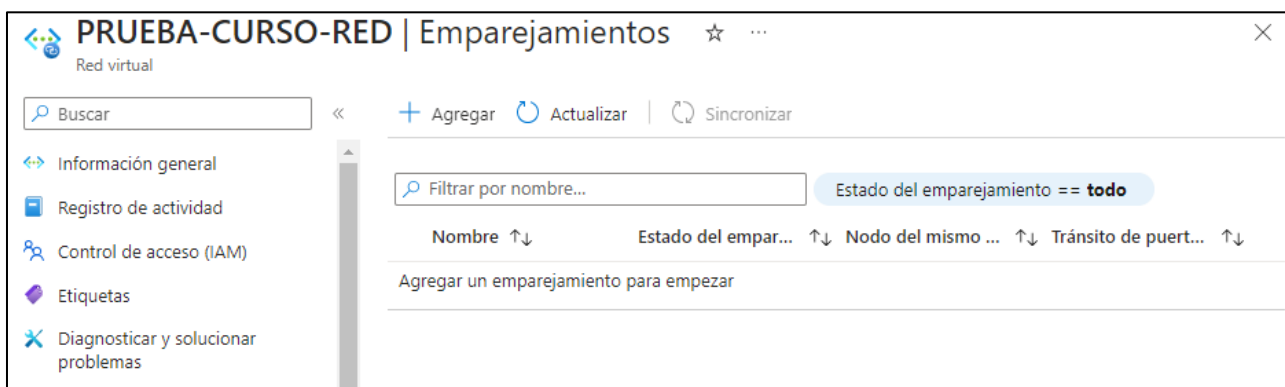 PRUEBA-CURSO-RED | Emparejamientos
Red virtual
Buscar
Información general
Registro de actividad
Control de acceso (IAM)
Etiquetas
Diagnosticar y solucionar
problemas
Agregar Actualizar Sincronizar
Filtrar por nombre...
Estado del emparejamiento == todo
Nombre Estado del empar... Nodo del mismo ... Tránsito de puert...
Agregar un emparejamiento para empezar